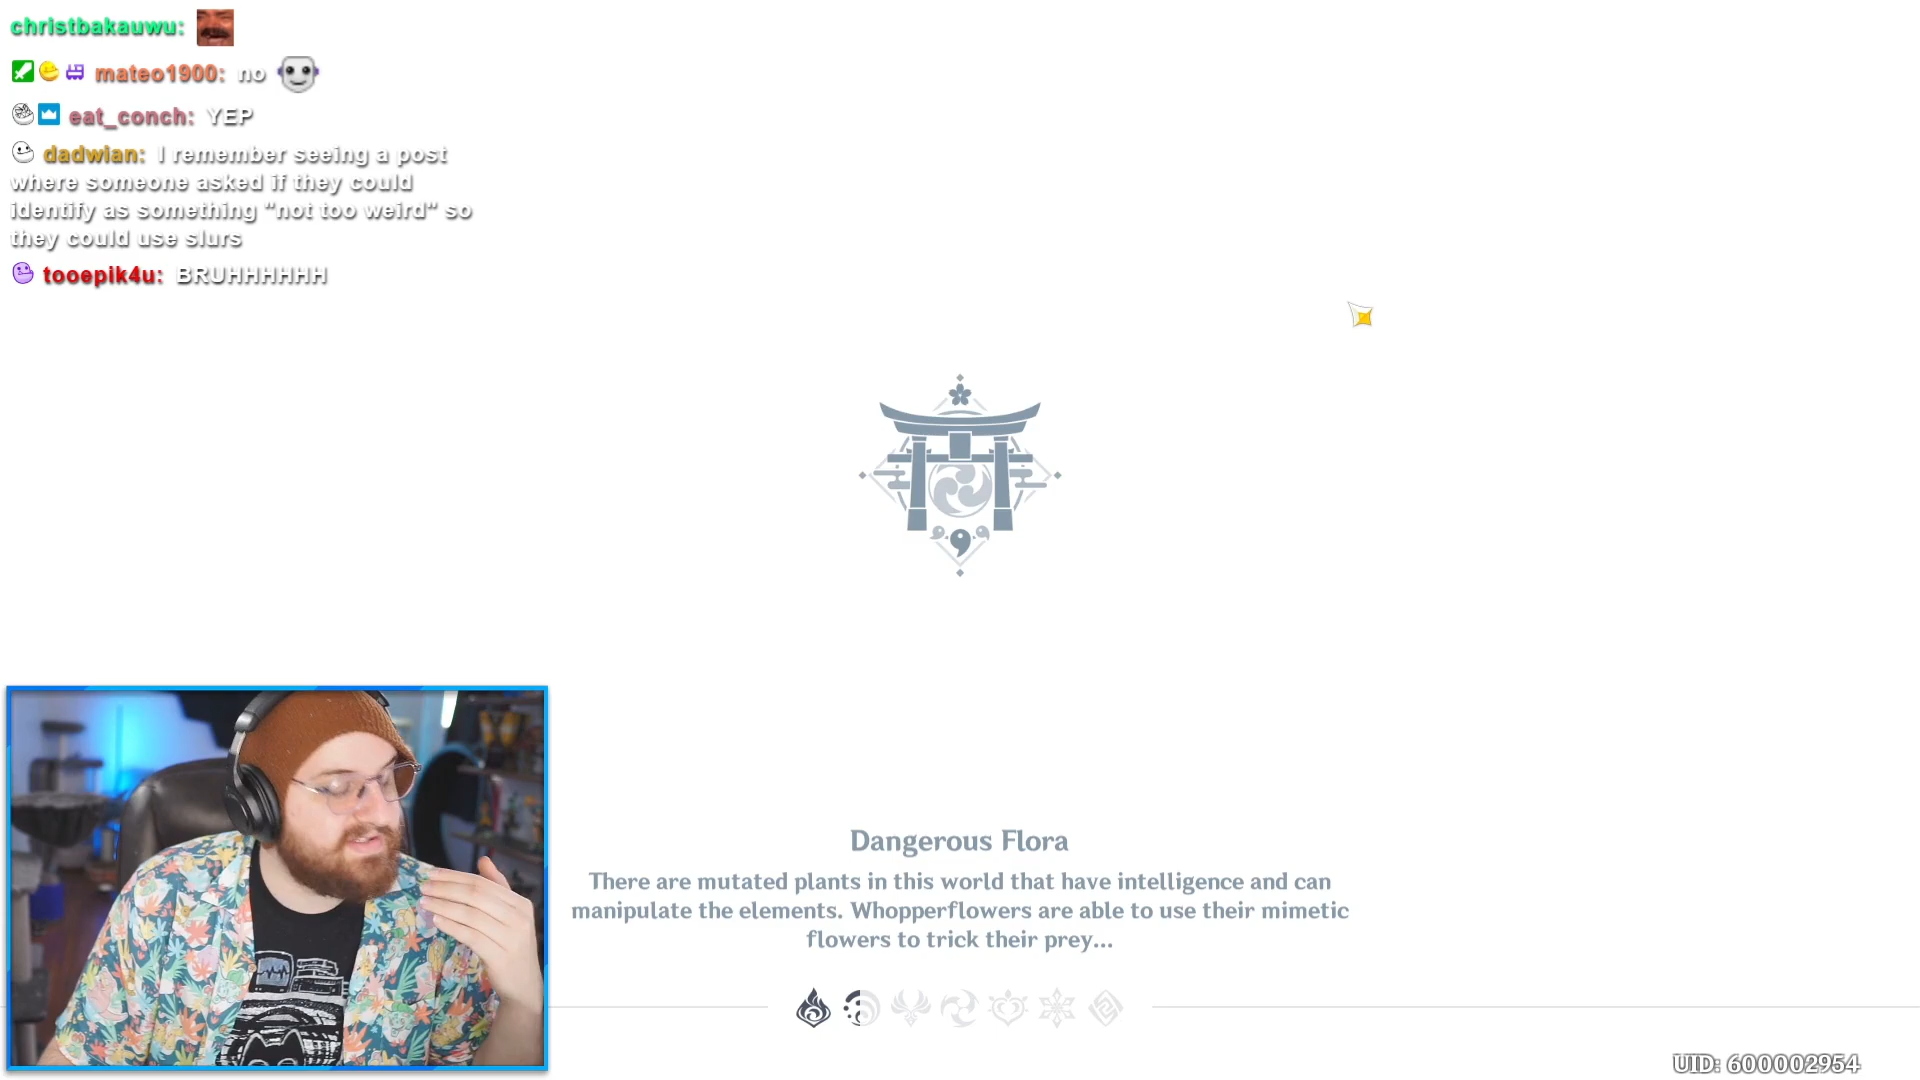 christbakauwu:
mateo1900: no
eat_conch: YEP
dadwian: I remember seeing a post
where someone asked if they could
identify as something "not too weird" so
they could use slurs
tooepik4u: BRUHHHHHH
Dangerous Flora
There are mutated plants in this world that have intelligence and can
manipulate the elements. Whopperflowers are able to use their mimetic
flowers to trick their prey...
UID: 600002954